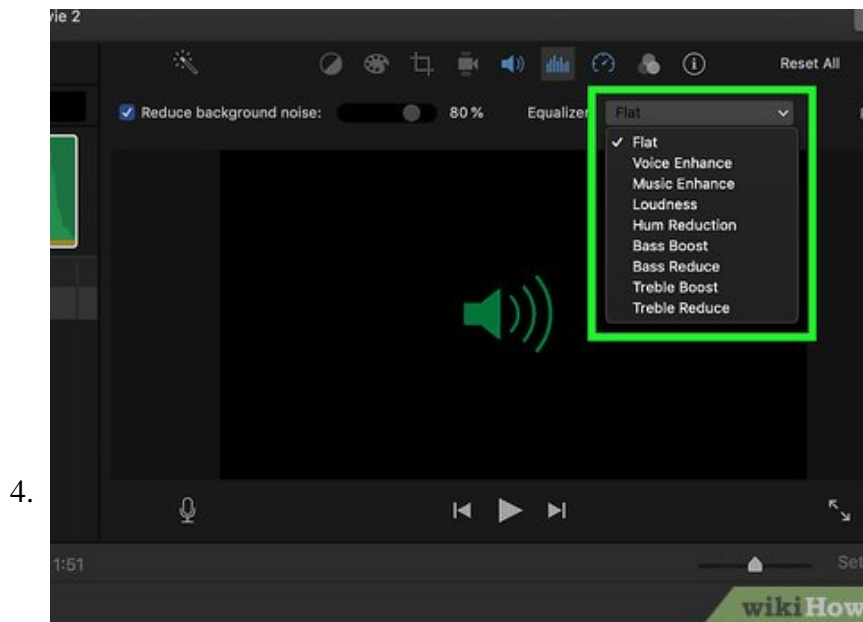 vie 2
Reset All
Reduce background noise: 80 % Equalizer Flat
✓ Flat
Voice Enhance
Music Enhance
Loudness
Hum Reduction
Bass Boost
Bass Reduce
Treble Boost
Treble Reduce
4.
1:51
Set
wikiHow